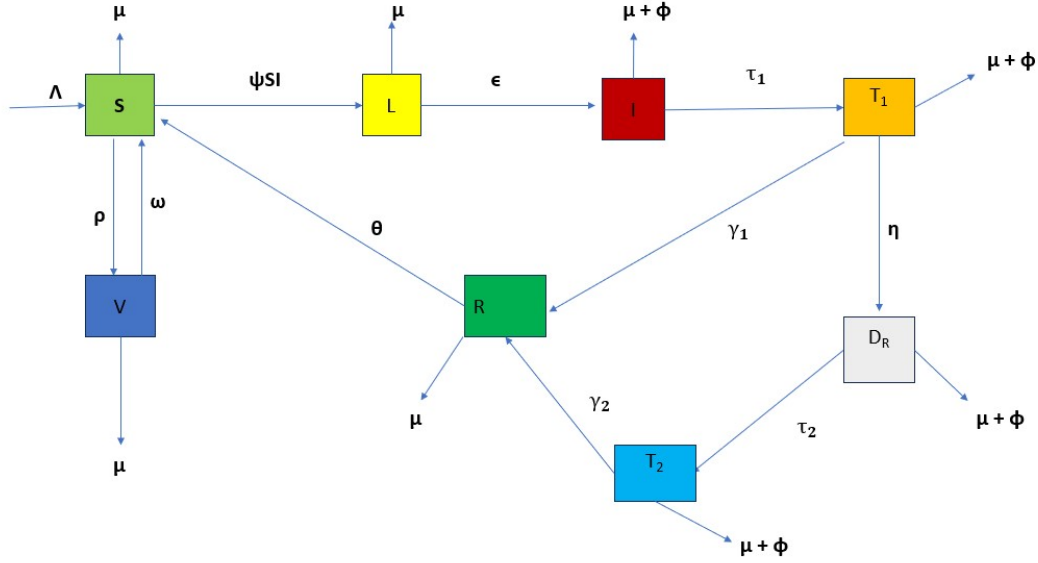 μ
μ
μ + ф
Λ
S
ψSI
L
ϵ
I
τ₁
T₁
μ + ф
ρ
ω
θ
γ₁
η
V
R
D_R
μ
μ
γ₂
τ₂
μ + ф
T₂
μ + ф